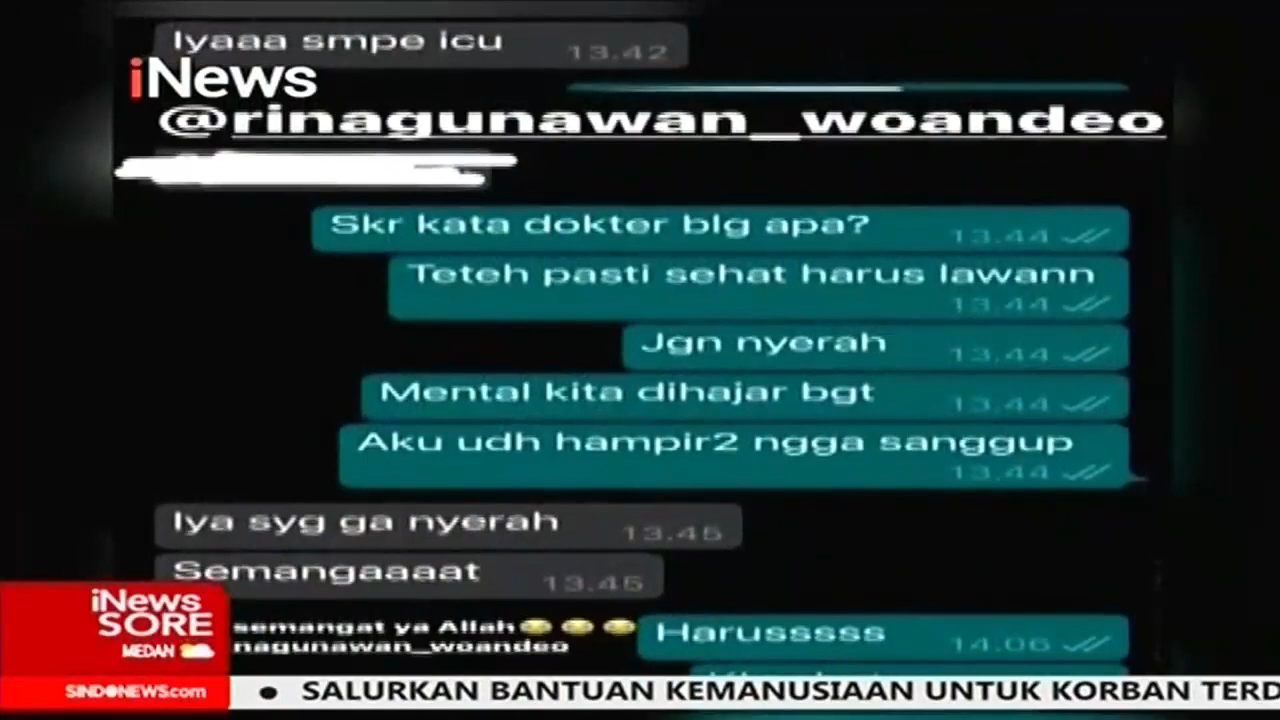 Iyaaa smpe icu 13.42
iNews
@rinagunawan_woandeo
Skr kata dokter blg apa? 13.44
Teteh pasti sehat harus lawann
13.44
Jgn nyerah 13.44
Mental kita dihajar bgt 13.44
Aku udh hampir2 ngga sanggup
13.44
Iya syg ga nyerah 13.45
Semangaaaat 13.45
semangat ya Allah😂😂😂
nagunawan_woandeo
Harusssss 14.06
iNews
SORE
MEDAN
SINDONEWS.com
● SALURKAN BANTUAN KEMANUSIAAN UNTUK KORBAN TERD